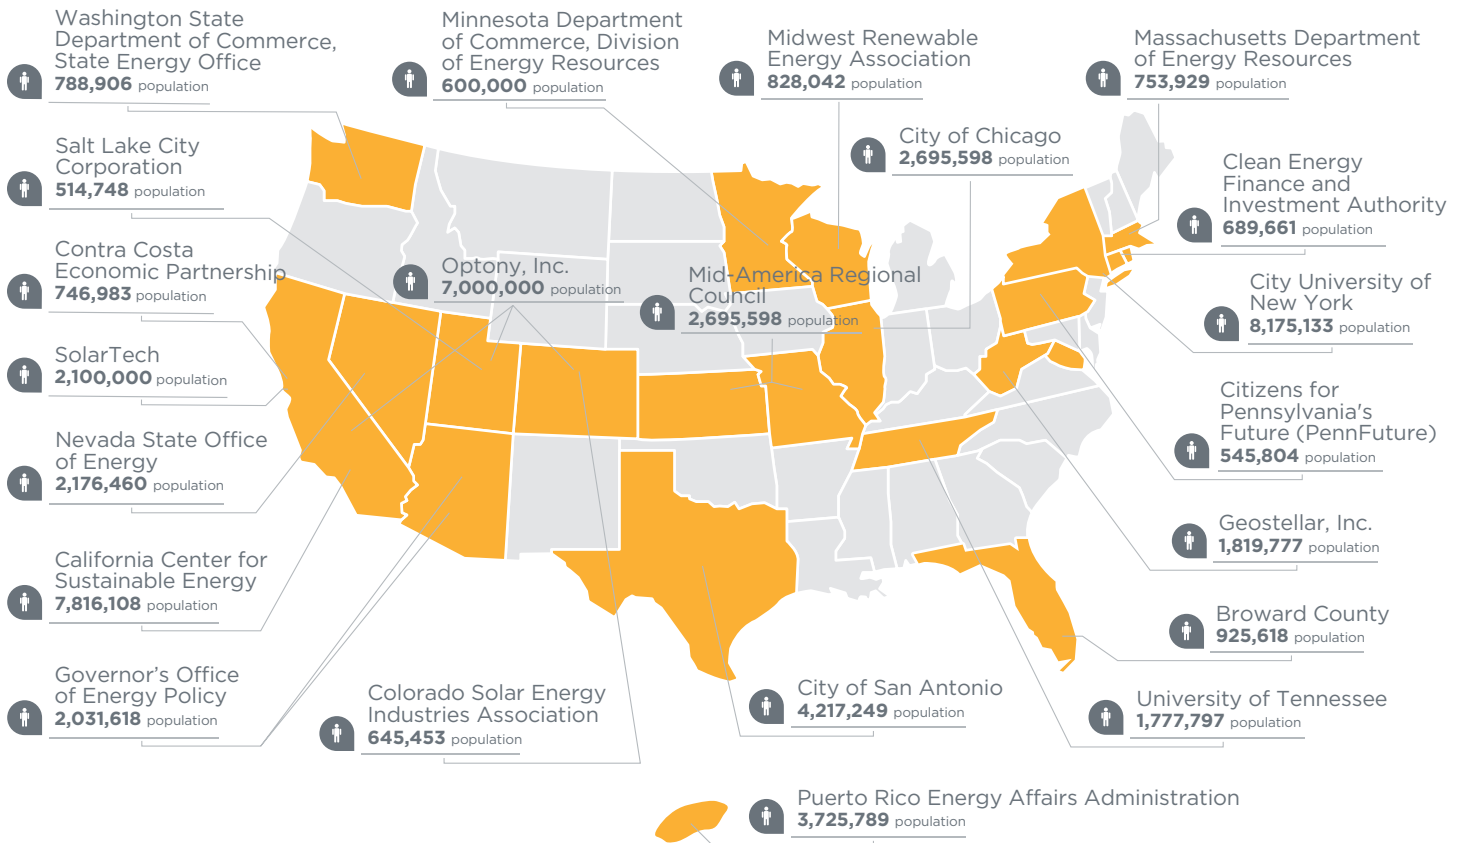 Washington State
Department of Commerce,
State Energy Office
788,906 population
Minnesota Department
of Commerce, Division
of Energy Resources
600,000 population
Midwest Renewable
Energy Association
828,042 population
Massachusetts Department
of Energy Resources
753,929 population
Salt Lake City
Corporation
514,748 population
City of Chicago
2,695,598 population
Clean Energy
Finance and
Investment Authority
689,661 population
Contra Costa
Economic Partnership
746,983 population
Optony, Inc.
7,000,000 population
Mid-America Regional
Council
2,695,598 population
City University of
New York
8,175,133 population
SolarTech
2,100,000 population
Citizens for
Pennsylvania's
Future (PennFuture)
545,804 population
Nevada State Office
of Energy
2,176,460 population
Geostellar, Inc.
1,819,777 population
California Center for
Sustainable Energy
7,816,108 population
Broward County
925,618 population
Governor’s Office
of Energy Policy
2,031,618 population
Colorado Solar Energy
Industries Association
645,453 population
City of San Antonio
4,217,249 population
University of Tennessee
1,777,797 population
Puerto Rico Energy Affairs Administration
3,725,789 population